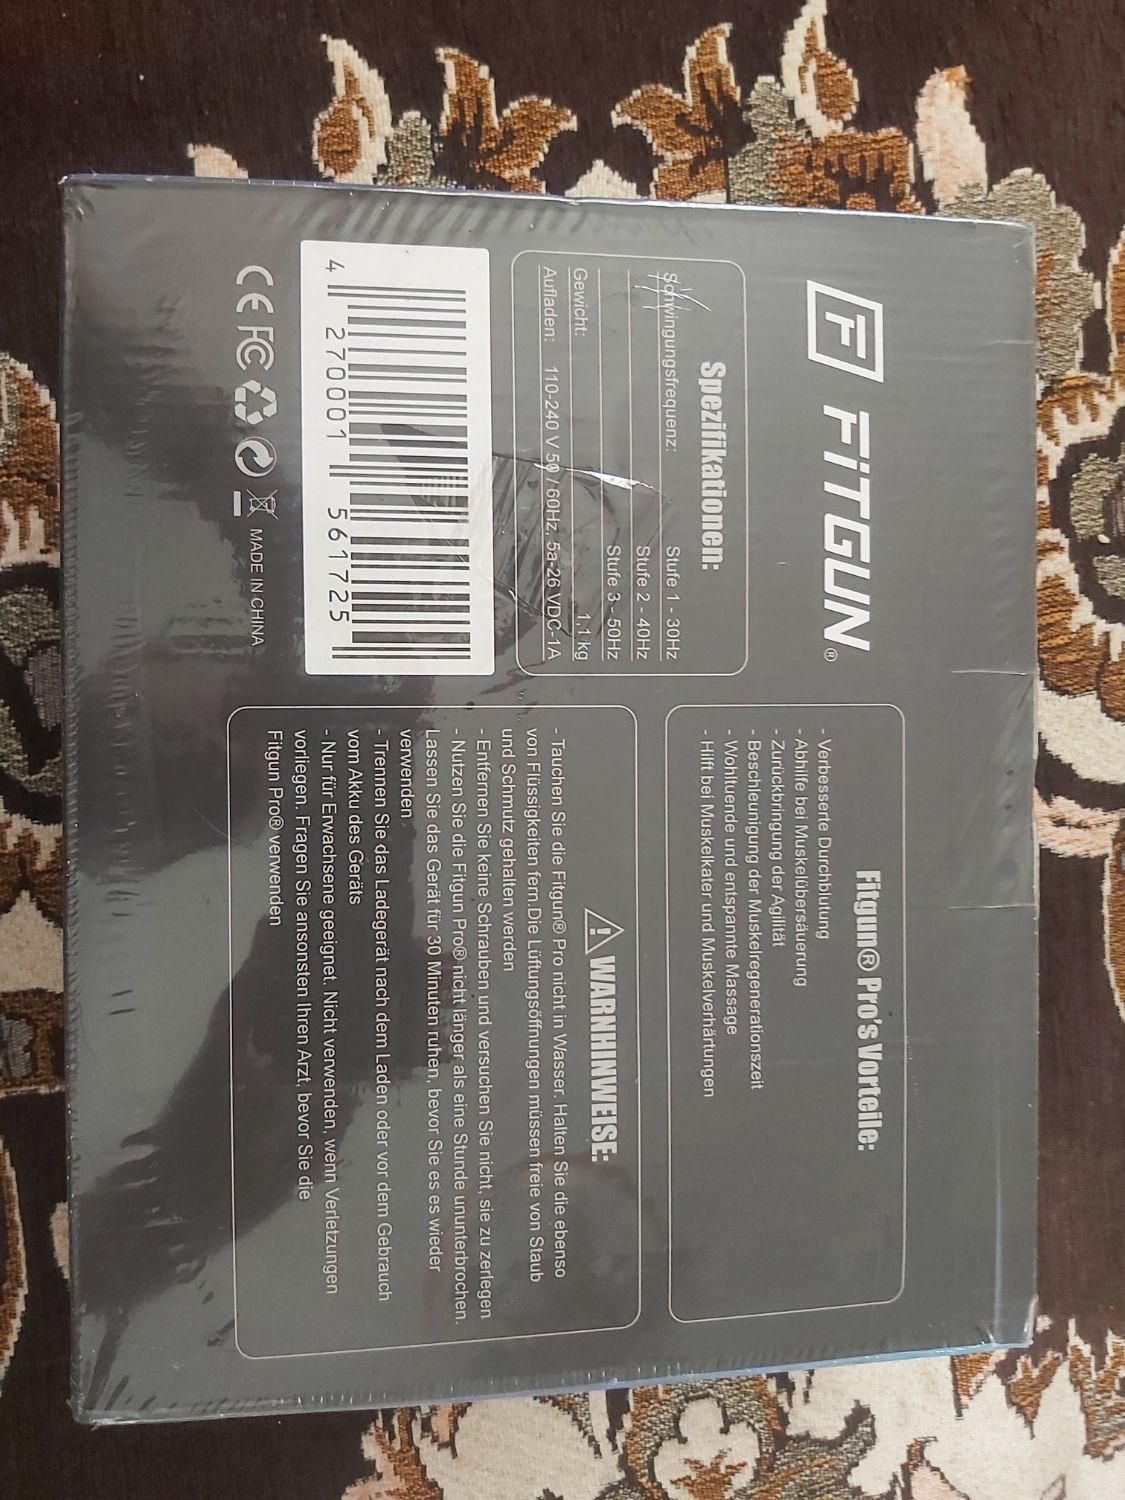 FiTGUN®
Spezifikationen:
Schwingungsfrequenz: Stufe 1 - 30Hz
Stufe 2 - 40Hz
Stufe 3 - 50Hz
Gewicht: 1.1 kg
Aufladen: 110-240 V 50 / 60Hz, 5a-26 VDC-1A
4 270001 561725
CE FC MADE IN CHINA
Fitgun® Pro's Vorteile:
- Verbesserte Durchblutung
- Abhilfe bei Muskelübersäuerung
- Zurückbringung der Agilität
- Beschleunigung der Muskelregenerationszeit
- Wohltuende und entspannte Massage
- Hilft bei Muskelkater und Muskelverhärtungen
WARNHINWEISE:
- Tauchen Sie die Fitgun® Pro nicht in Wasser. Halten Sie die ebenso
von Flüssigkeiten fern.Die Lüftungsöffnungen müssen freie von Staub
und Schmutz gehalten werden
- Entfernen Sie keine Schrauben und versuchen Sie nicht, sie zu zerlegen
- Nutzen Sie die Fitgun Pro® nicht länger als eine Stunde ununterbrochen.
Lassen Sie das Gerät für 30 Minuten ruhen, bevor Sie es es wieder
verwenden
- Trennen Sie das Ladegerät nach dem Laden oder vor dem Gebrauch
vom Akku des Geräts
- Nur für Erwachsene geeignet. Nicht verwenden, wenn Verletzungen
vorliegen. Fragen Sie ansonsten Ihren Arzt, bevor Sie die
Fitgun Pro® verwenden